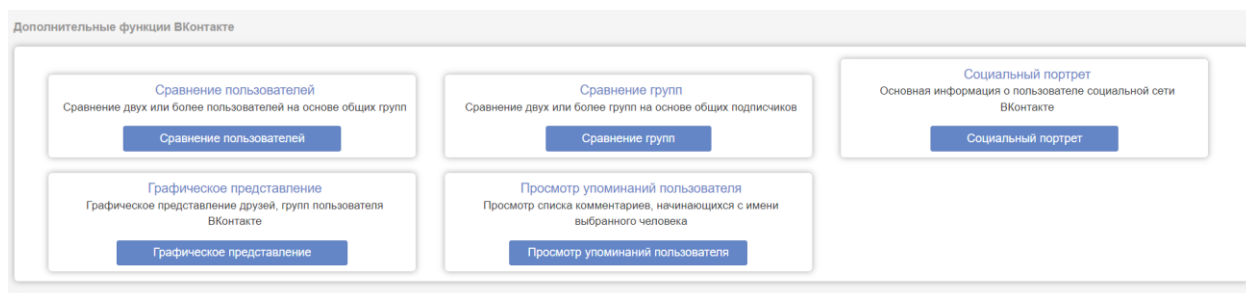 Дополнительные функции ВКонтакте
Сравнение пользователей
Сравнение двух или более пользователей на основе общих групп
Сравнение пользователей
Сравнение групп
Сравнение двух или более групп на основе общих подписчиков
Сравнение групп
Социальный портрет
Основная информация о пользователе социальной сети
ВКонтакте
Социальный портрет
Графическое представление
Графическое представление друзей, групп пользователя
ВКонтакте
Графическое представление
Просмотр упоминаний пользователя
Просмотр списка комментариев, начинающихся с имени
выбранного человека
Просмотр упоминаний пользователя